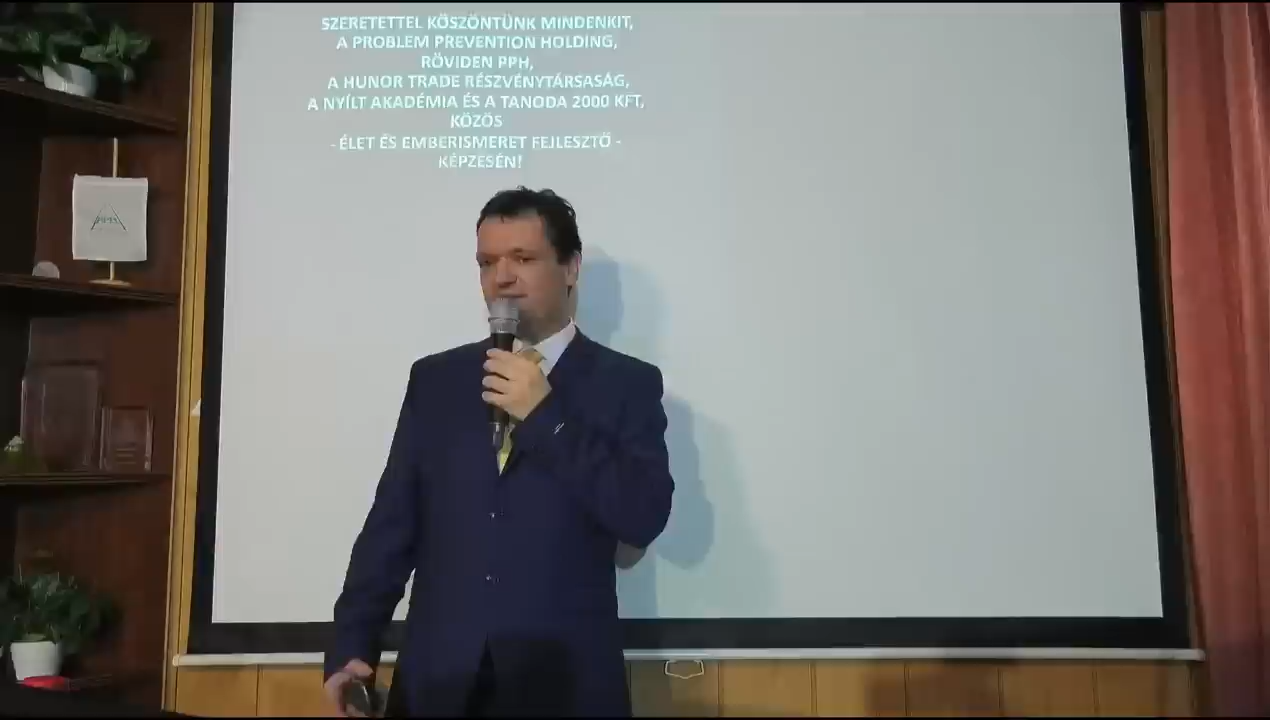 SZERETETTEL KÖSZÖNTÜNK MINDENKIT,
A PROBLEM PREVENTION HOLDING,
RÖVIDEN PPH,
A HUNOR TRADE RÉSZVÉNYTÁRSASÁG,
A NYÍLT AKADÉMIA ÉS A TANODA 2000 KFT,
KÖZÖS
- ÉLET ÉS EMBERISMERET FEJLESZTŐ -
KÉPZESÉN!